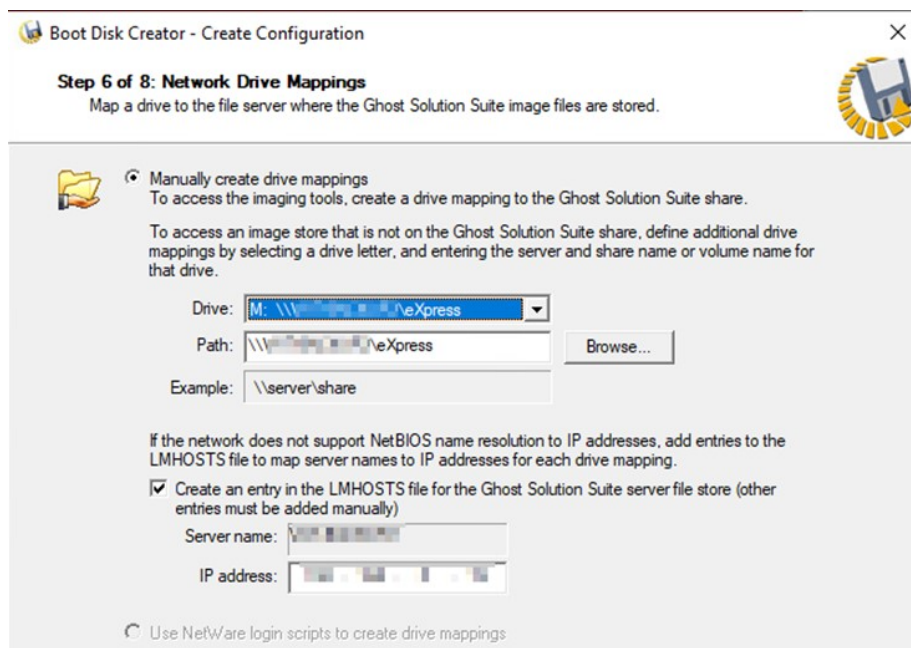 Boot Disk Creator - Create Configuration
Step 6 of 8: Network Drive Mappings
Map a drive to the file server where the Ghost Solution Suite image files are stored.
Manually create drive mappings
To access the imaging tools, create a drive mapping to the Ghost Solution Suite share.
To access an image store that is not on the Ghost Solution Suite share, define additional drive
mappings by selecting a drive letter, and entering the server and share name or volume name for
that drive.
Drive: M: \\\ \eXpress
Path: \\\ \eXpress Browse...
Example: \\server\share
If the network does not support NetBIOS name resolution to IP addresses, add entries to the
LMHOSTS file to map server names to IP addresses for each drive mapping.
Create an entry in the LMHOSTS file for the Ghost Solution Suite server file store (other
entries must be added manually)
Server name:
IP address:
Use NetWare login scripts to create drive mappings